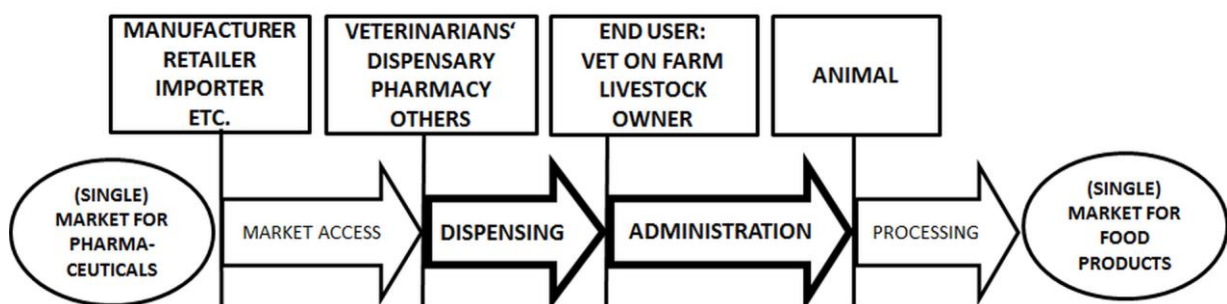 MANUFACTURER
RETAILER
IMPORTER
ETC.
VETERINARIANS‘
DISPENSARY
PHARMACY
OTHERS
END USER:
VET ON FARM
LIVESTOCK
OWNER
ANIMAL
(SINGLE)
MARKET FOR
PHARMA-
CEUTICALS
MARKET ACCESS
DISPENSING
ADMINISTRATION
PROCESSING
(SINGLE)
MARKET FOR
FOOD
PRODUCTS